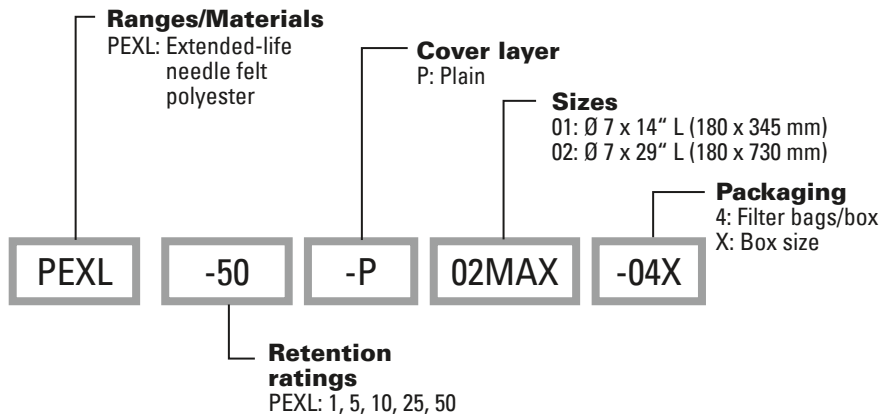 Ranges/Materials
PEXL: Extended-life
needle felt
polyester
Cover layer
P: Plain
Sizes
01: Ø 7 x 14“ L (180 x 345 mm)
02: Ø 7 x 29“ L (180 x 730 mm)
Packaging
4: Filter bags/box
X: Box size
PEXL -50 -P 02MAX -04X
Retention
ratings
PEXL: 1, 5, 10, 25, 50